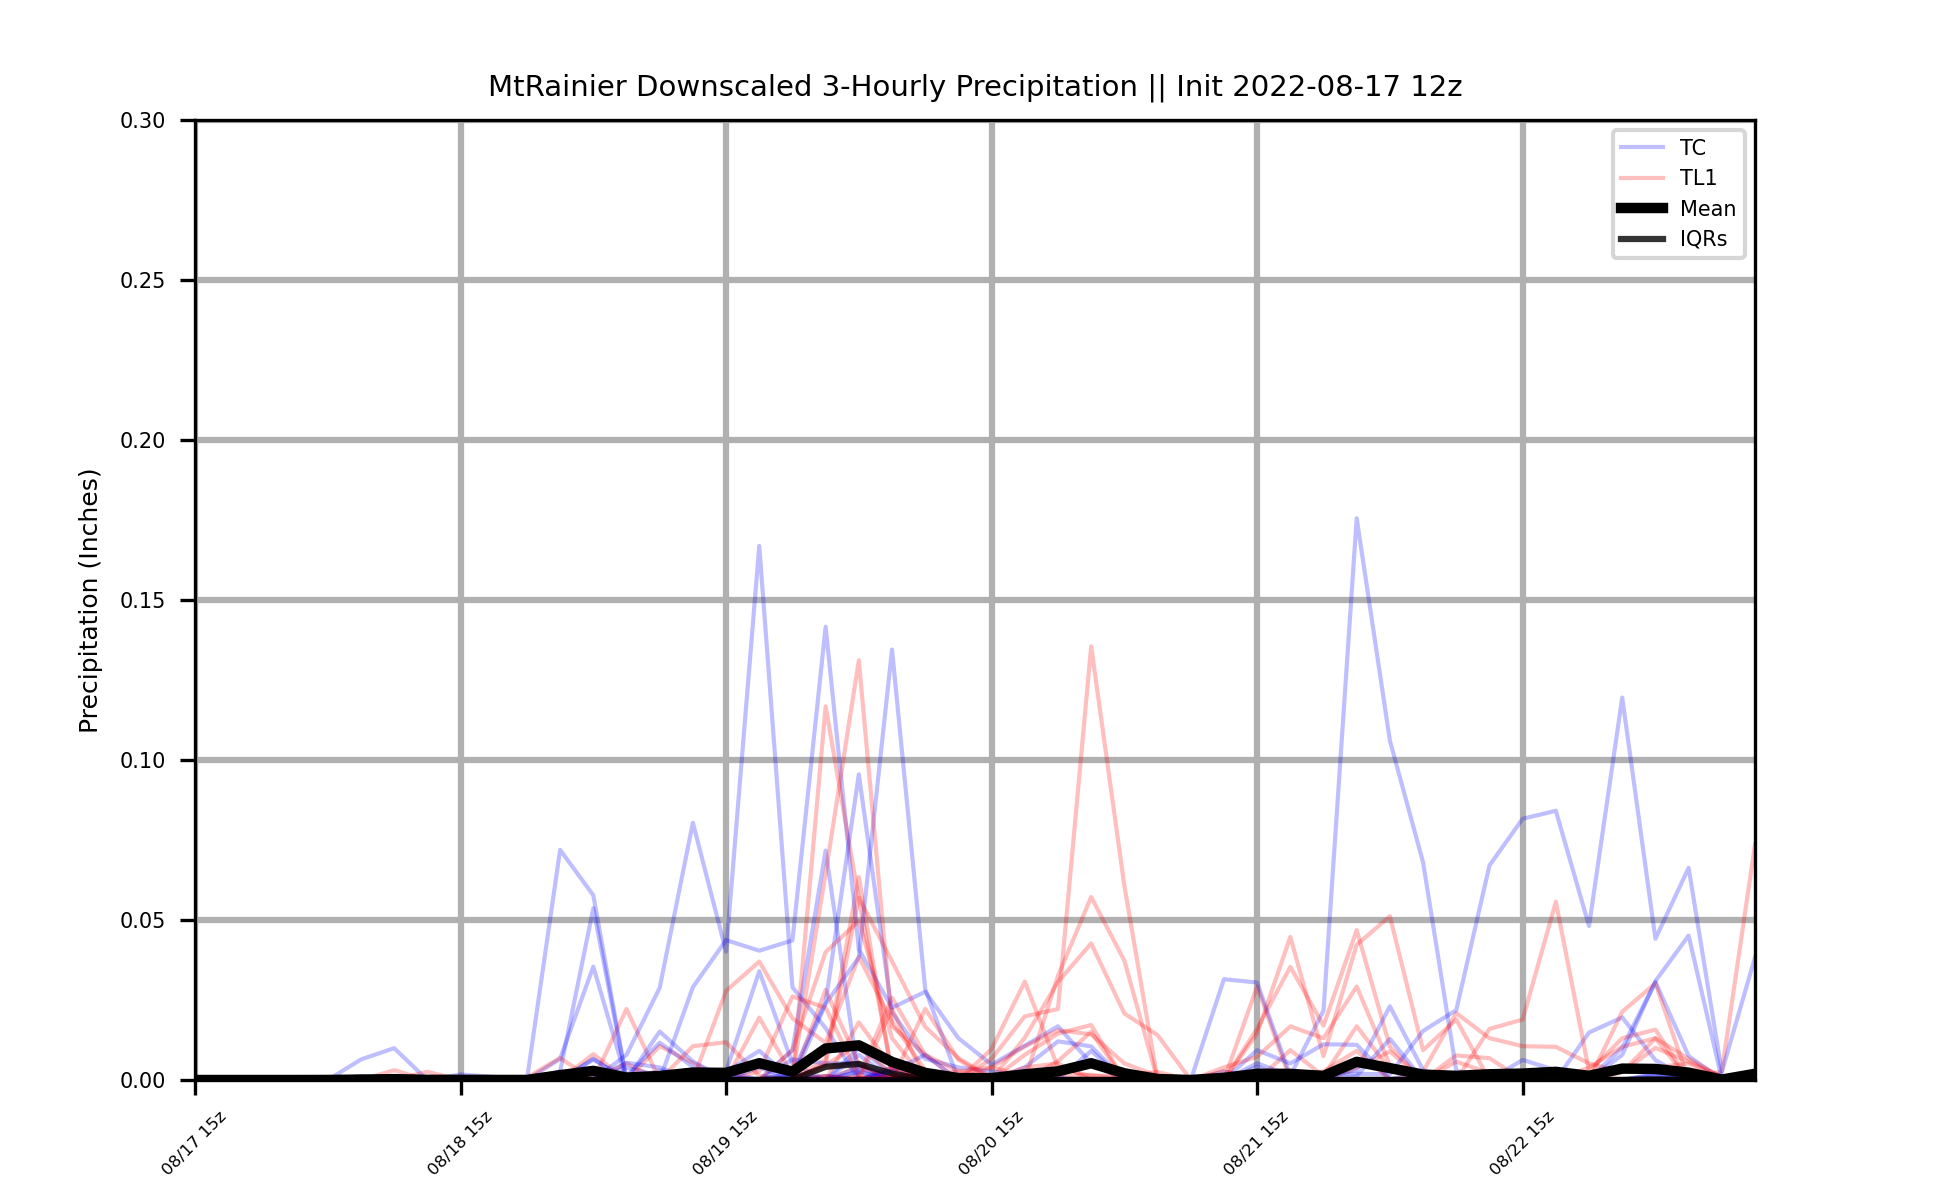 MtRainier Downscaled 3-Hourly Precipitation || Init 2022-08-17 12z
0.30
0.25
0.20
0.15
0.10
0.05
0.00
Precipitation (Inches)
TC
TL1
Mean
IQRs
08/17 15z
08/18 15z
08/19 15z
08/20 15z
08/21 15z
08/22 15z